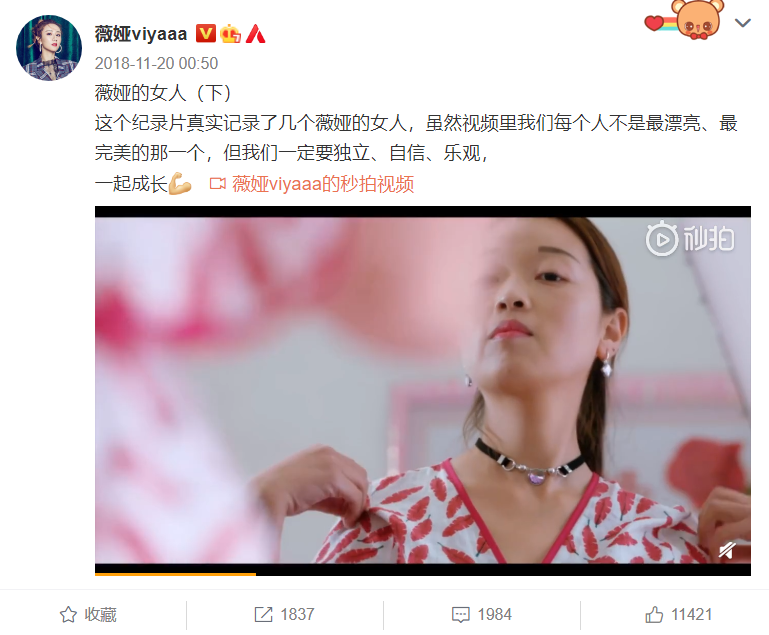 薇娅viyaaa V
2018-11-20 00:50
薇娅的女人（下）
这个纪录片真实记录了几个薇娅的女人，虽然视频里我们每个人不是最漂亮、最
完美的那一个，但我们一定要独立、自信、乐观，
一起成长💪 薇娅viyaaa的秒拍视频
秒拍
收藏 1837 1984 11421